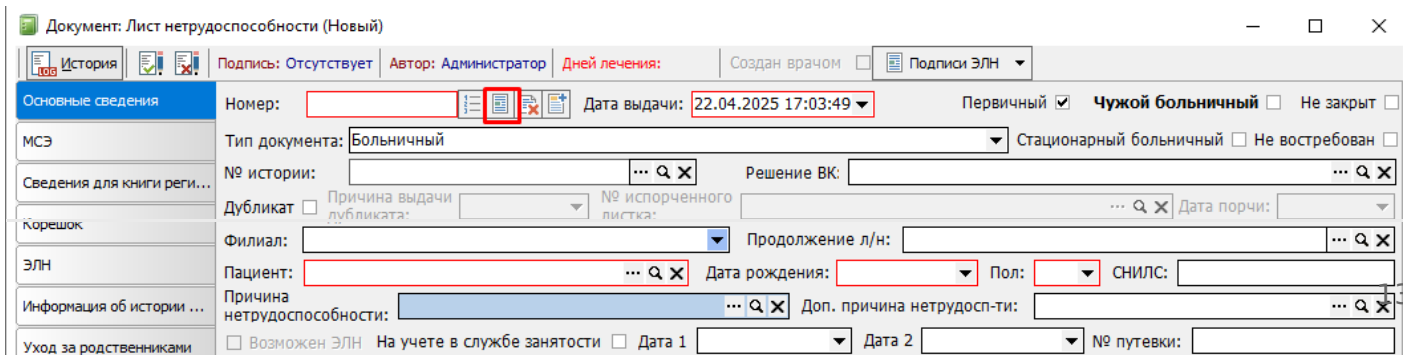 Документ: Лист нетрудоспособности (Новый)
LOG История Подпись: Отсутствует Автор: Администратор Дней лечения: Создан врачом Подписи ЭЛН
Основные сведения
МСЭ
Сведения для книги реги...
Корешок
ЭЛН
Информация об истории ...
Уход за родственниками
Номер: Дата выдачи: 22.04.2025 17:03:49 Первичный Чужой больничный Не закрыт
Тип документа: Больничный Стационарный больничный Не востребован
№ истории: Решение ВК:
Дубликат Причина выдачи дубликата: № испорченного листка: Дата порчи:
Филиал: Продолжение л/н:
Пациент: Дата рождения: Пол: СНИЛС:
Причина нетрудоспособности: Доп. причина нетрудосп-ти:
Возможен ЭЛН На учете в службе занятости Дата 1 Дата 2 № путевки: